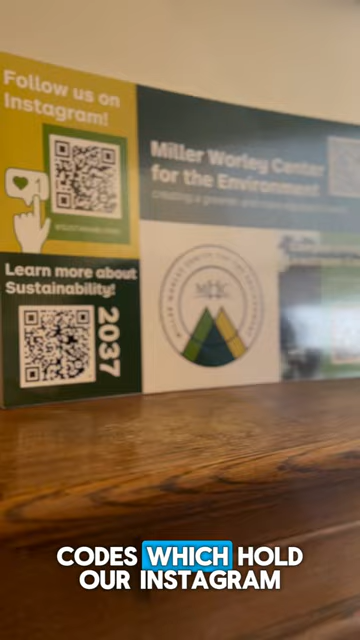 Follow us on
Instagram!
Learn more about
Sustainability!
2037
Miller Worley Center
for the Environment
MHC
CODES WHICH HOLD
OUR INSTAGRAM